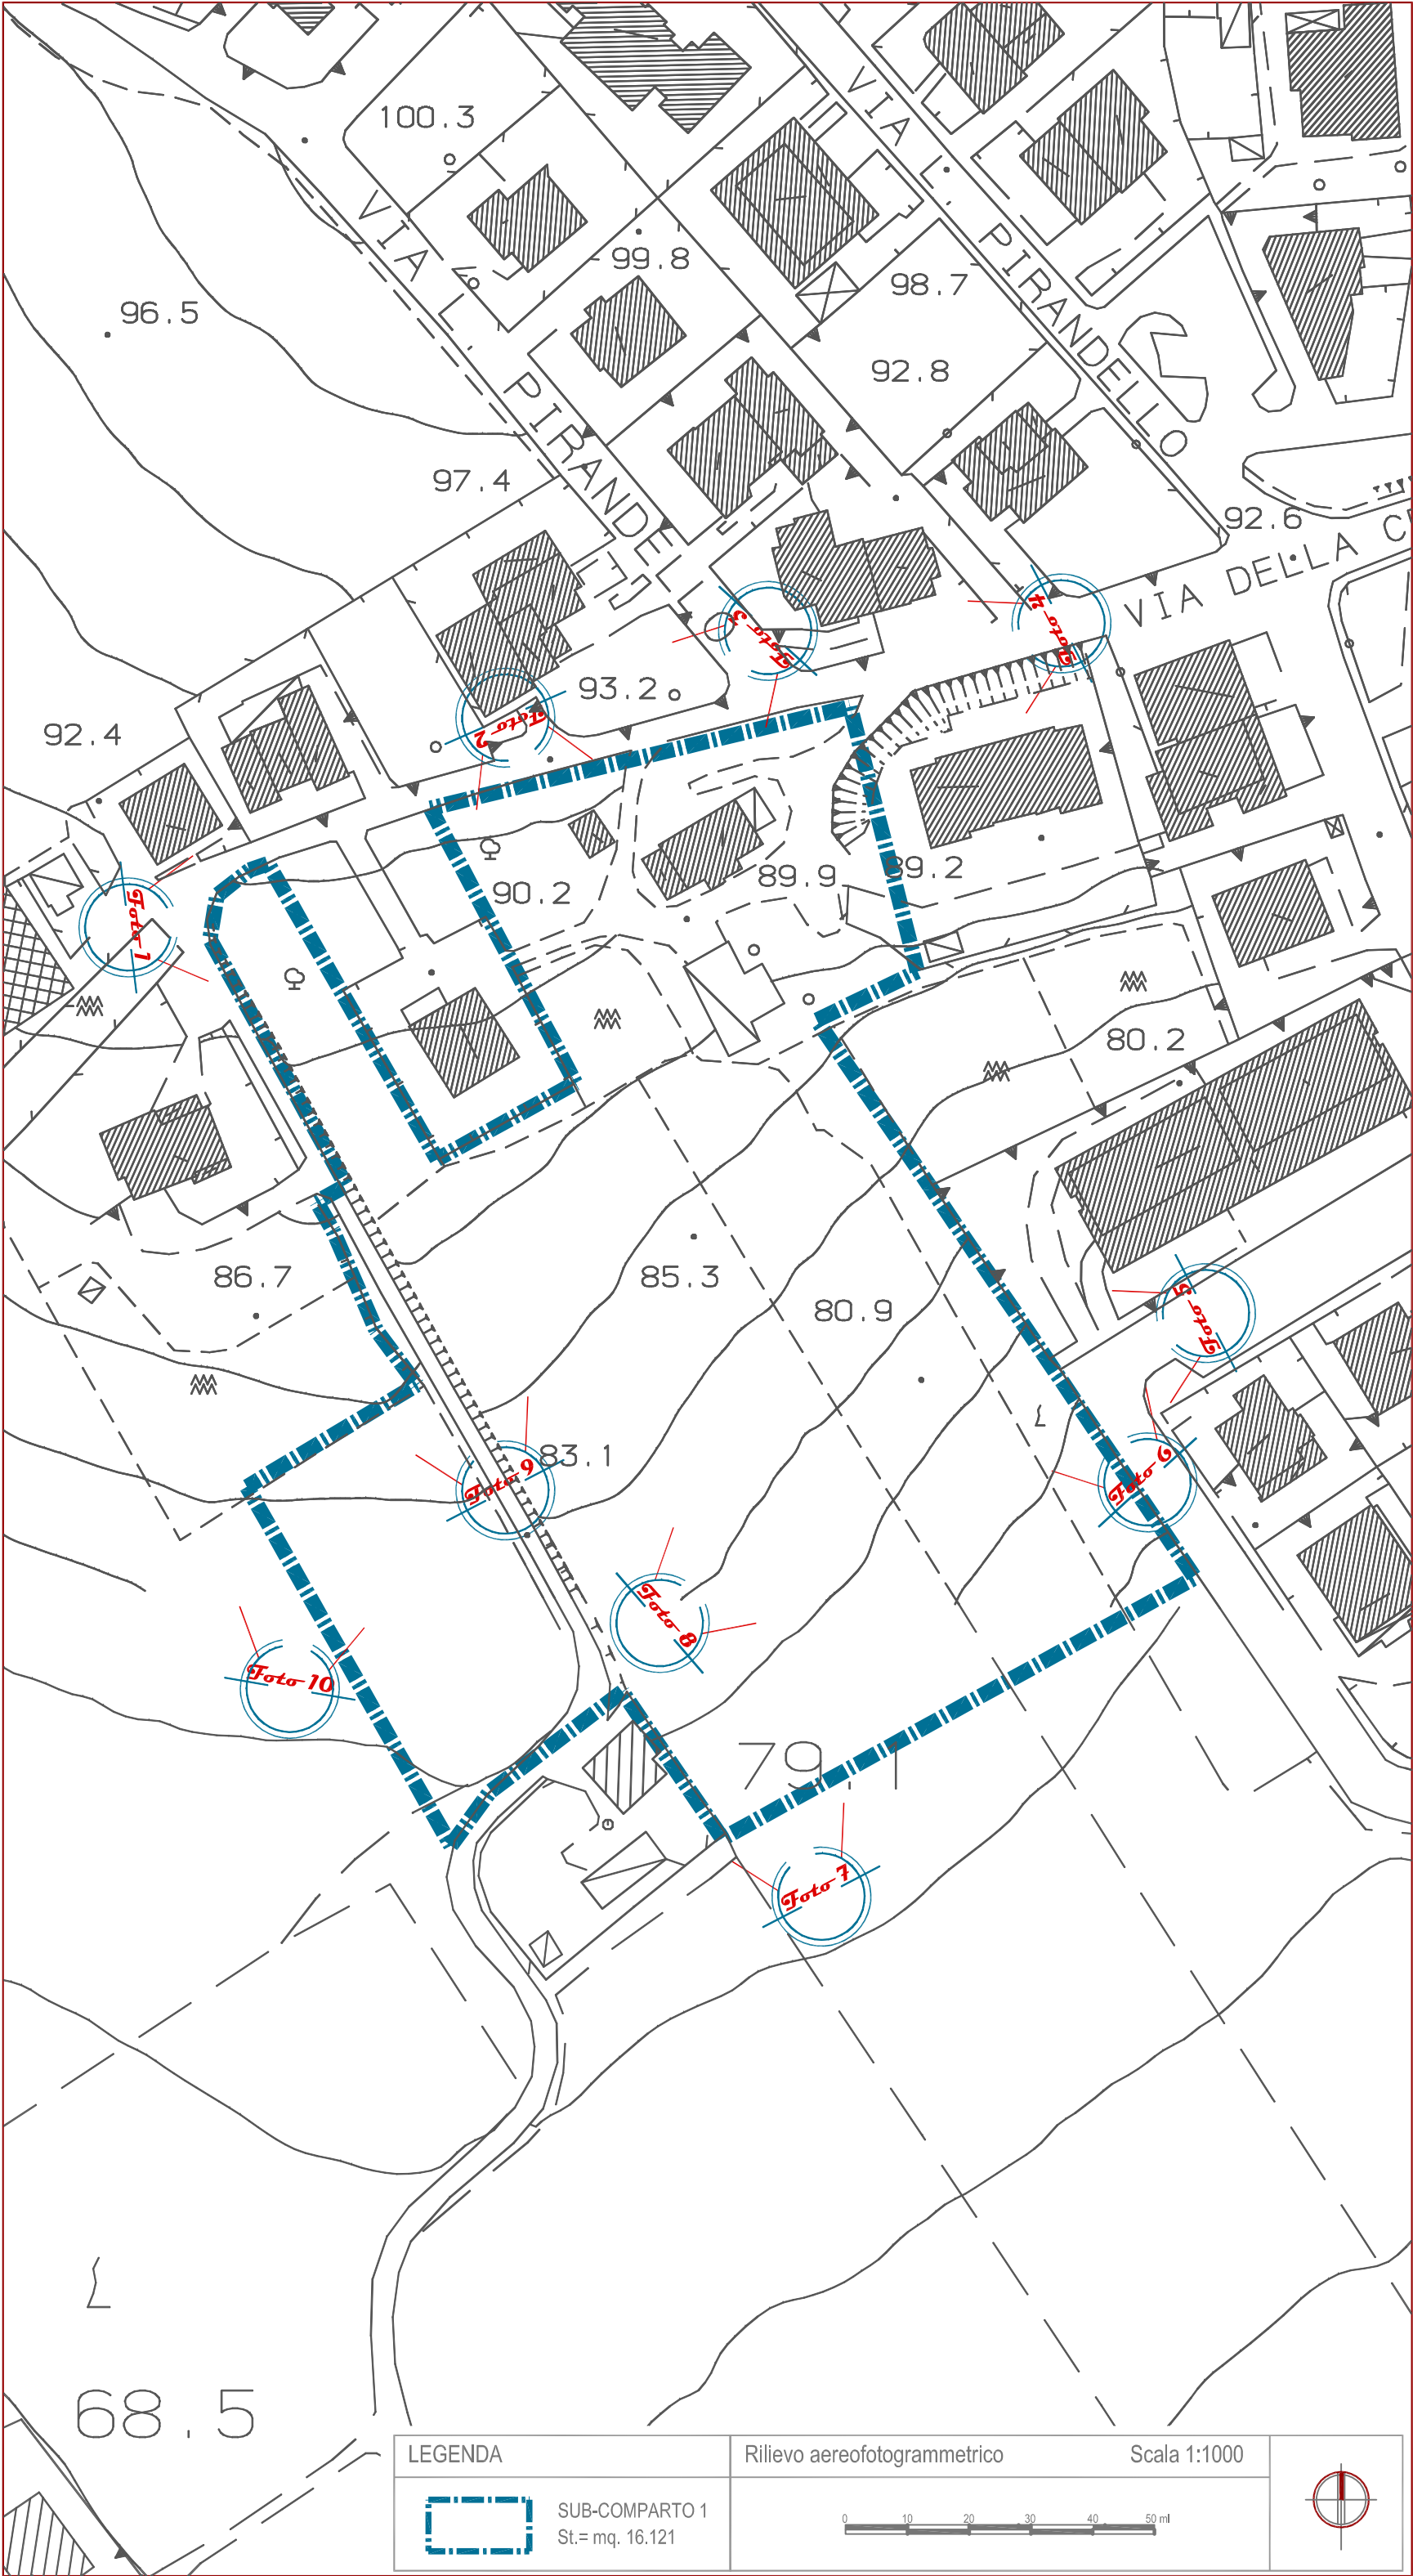 100.3
VIA
VIA
99.8
98.7
96.5
PIRANDELLO
92.8
PIRANDE
97.4
92.6
VIA DELLA C
Foto 4
Foto 3
93.2
Foto 2
92.4
89.2
89.9
90.2
Foto 1
80.2
86.7
85.3
80.9
Foto 5
83.1
Foto 9
Foto 6
Foto 8
Foto 10
79.1
Foto 7
68.5
LEGENDA
Rilievo aereofotogrammetrico
Scala 1:1000
SUB-COMPARTO 1
St.= mq. 16.121
0 10 20 30 40 50 ml